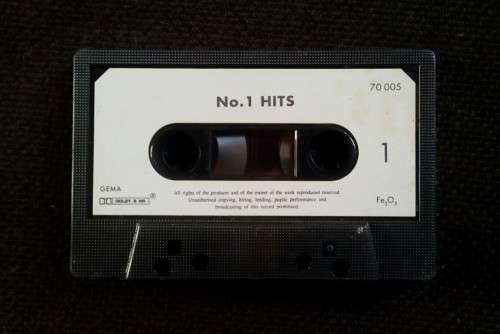 70 005
No.1 HITS
1
GEMA
DOLBY B NR
®
All rights of the producer and of the owner of the work reproduced reserved.
Unauthorised copying, hiring, lending, public performance and
broadcasting of this record prohibited.
Fe₂O₃